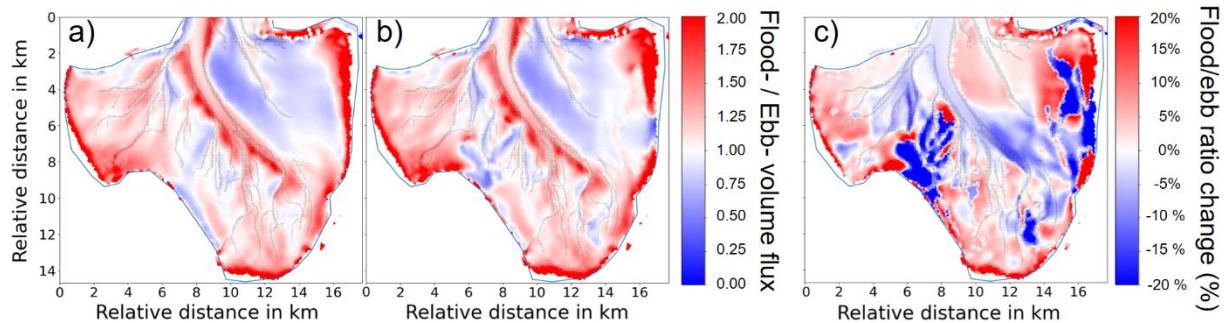 a)
b)
c)
0
2
4
6
8
10
12
14
Relative distance in km
0 2 4 6 8 10 12 14 16
Relative distance in km
0 2 4 6 8 10 12 14 16
Relative distance in km
2.00
1.75
1.50
1.25
1.00
0.75
0.50
0.25
0.00
Flood- / Ebb- volume flux
0 2 4 6 8 10 12 14 16
Relative distance in km
20%
15 %
10 %
5%
0%
-5%
-10 %
-15 %
-20 %
Flood/ebb ratio change (%)